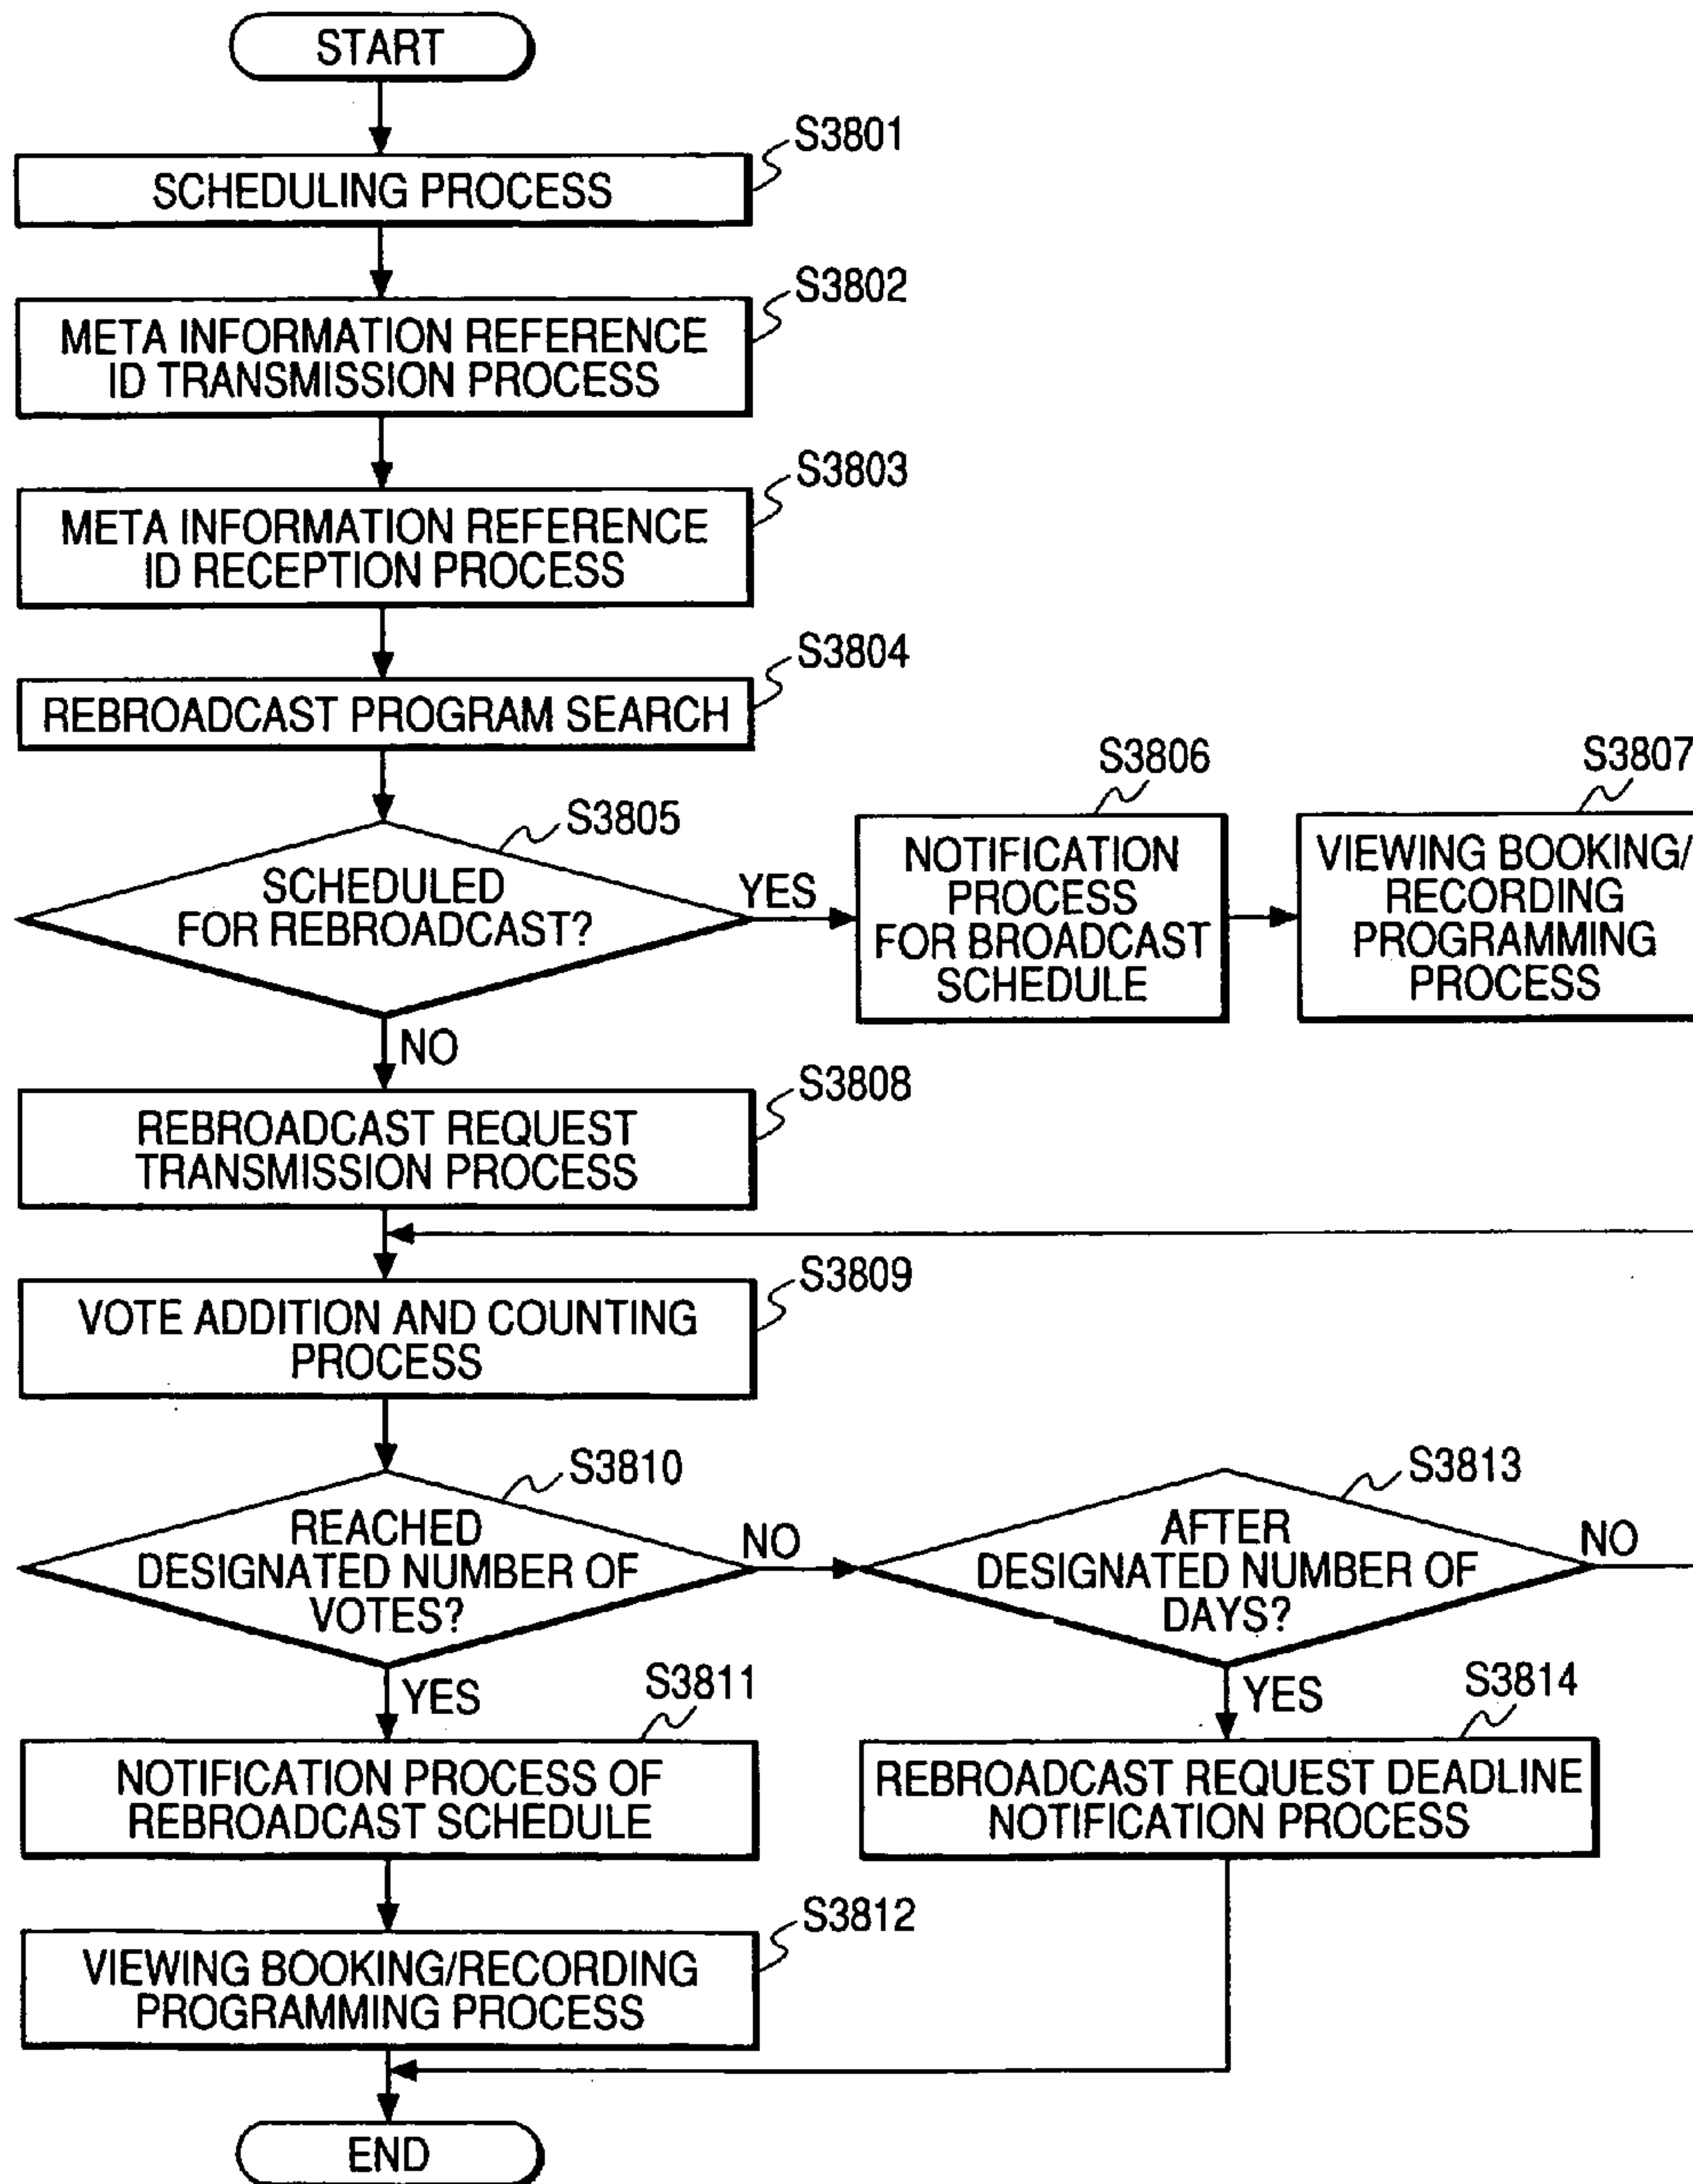 START
S3801
SCHEDULING PROCESS
S3802
META INFORMATION REFERENCE
ID TRANSMISSION PROCESS
S3803
META INFORMATION REFERENCE
ID RECEPTION PROCESS
S3804
REBROADCAST PROGRAM SEARCH
S3805
SCHEDULED
FOR REBROADCAST?
YES
NO
S3806
NOTIFICATION
PROCESS
FOR BROADCAST
SCHEDULE
S3807
VIEWING BOOKING/
RECORDING
PROGRAMMING
PROCESS
S3808
REBROADCAST REQUEST
TRANSMISSION PROCESS
S3809
VOTE ADDITION AND COUNTING
PROCESS
S3810
REACHED
DESIGNATED NUMBER OF
VOTES?
NO
YES
S3813
AFTER
DESIGNATED NUMBER OF
DAYS?
NO
YES
S3811
NOTIFICATION PROCESS OF
REBROADCAST SCHEDULE
S3814
REBROADCAST REQUEST DEADLINE
NOTIFICATION PROCESS
S3812
VIEWING BOOKING/RECORDING
PROGRAMMING PROCESS
END